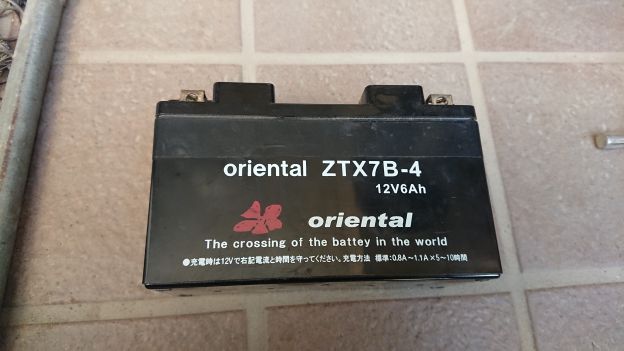 oriental ZTX7B-4
12V6Ah
oriental
The crossing of the battey in the world
●充電時は12Vで右記電流と時間を守ってください。充電方法 標準:0.8A～1.1A×5～10時間